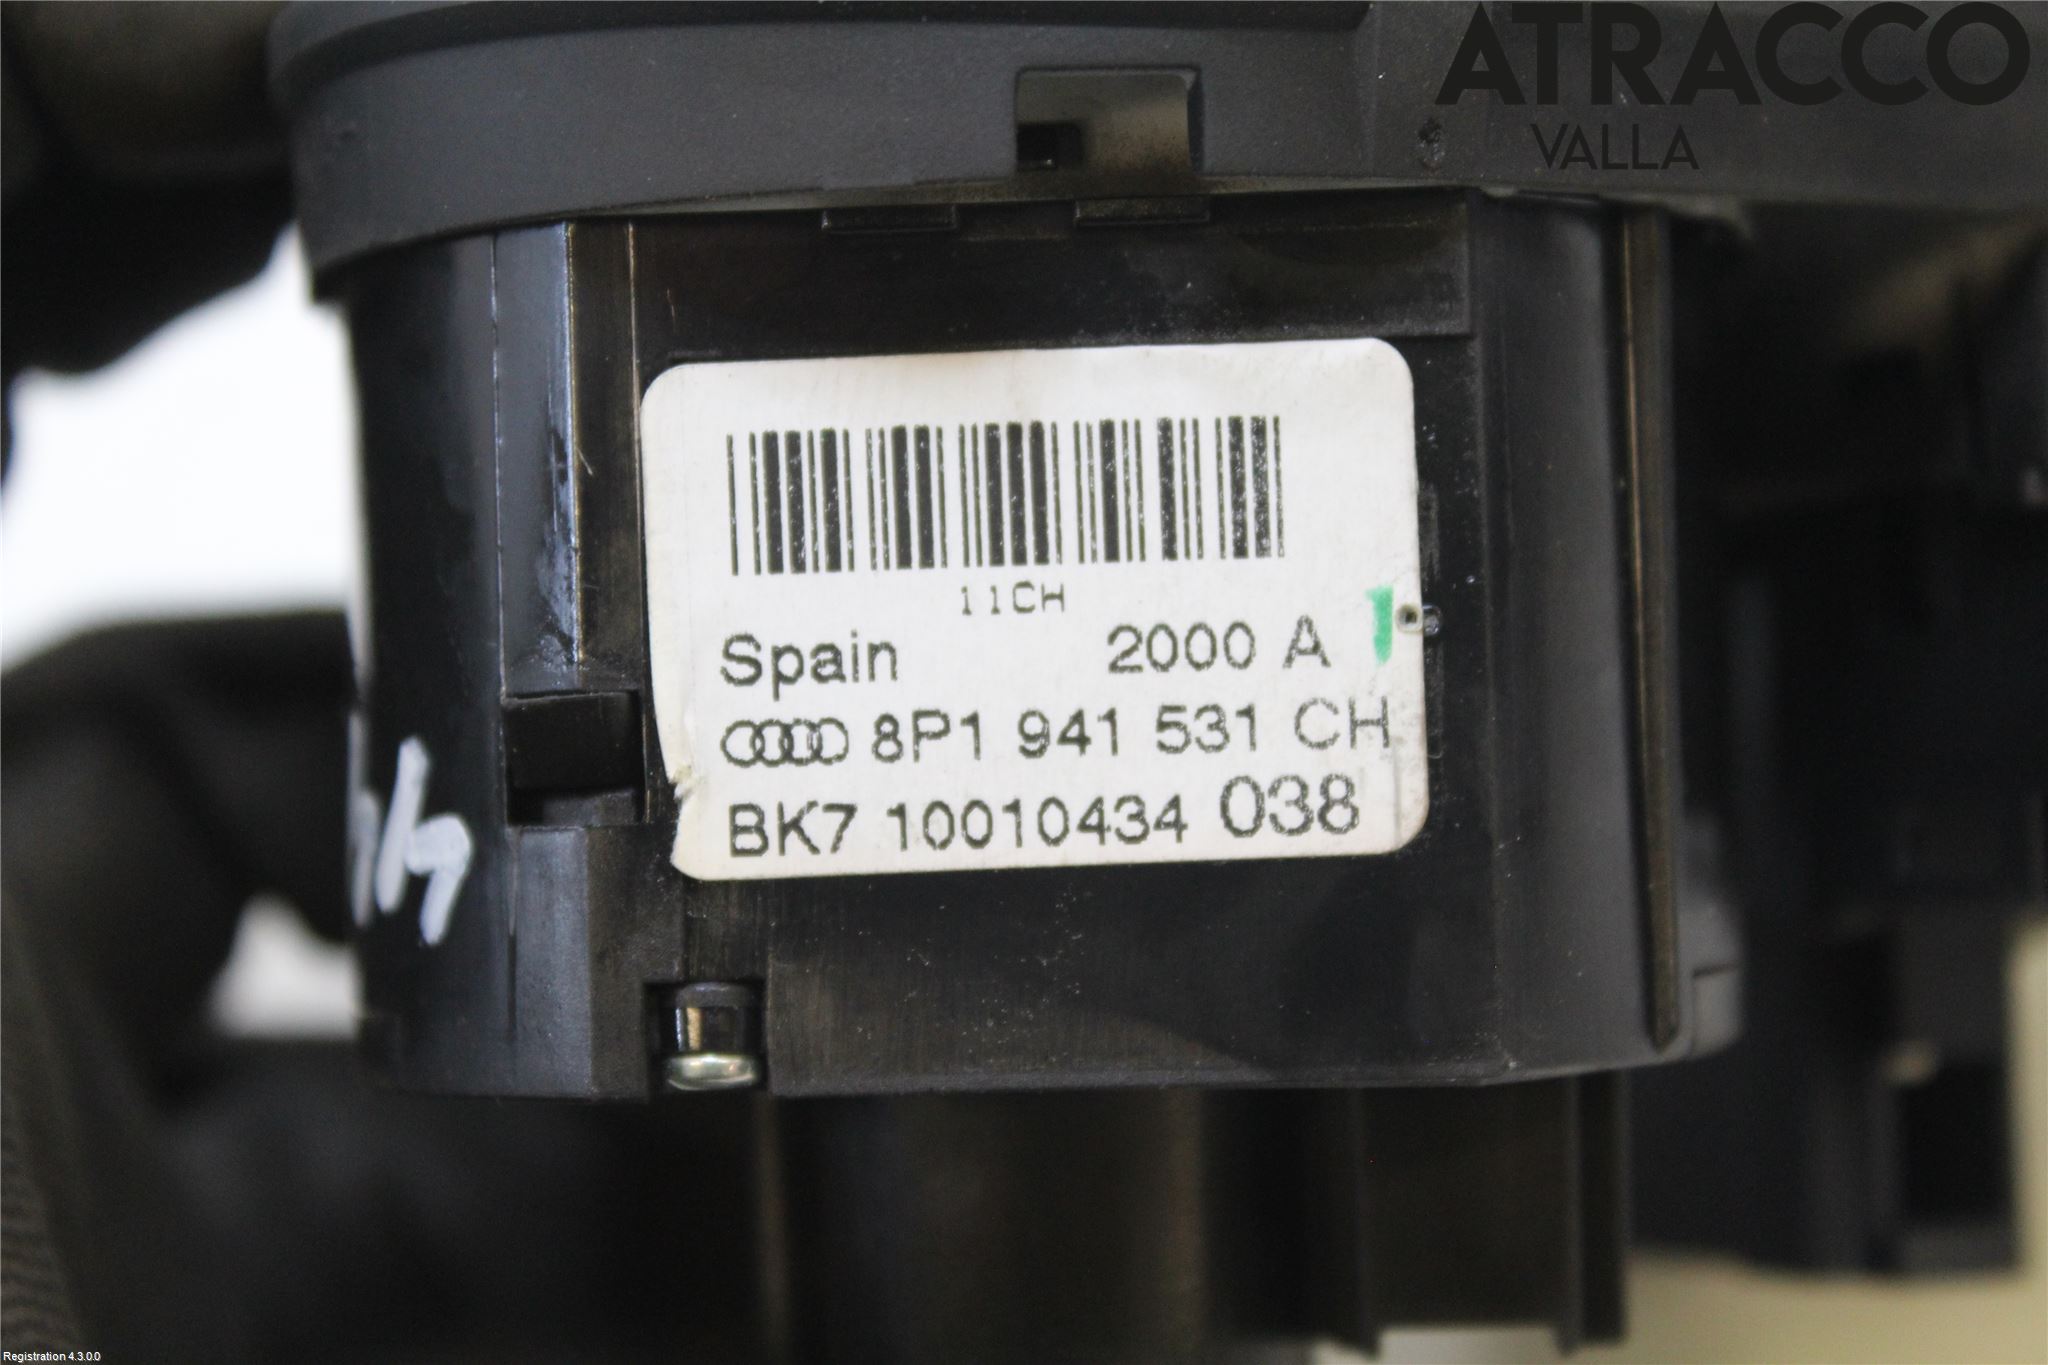 ATRACCO
VALLA
11CH
Spain 2000 A
8P1 941 531 CH
BK7 10010434 038
Registration 4.3.0.0